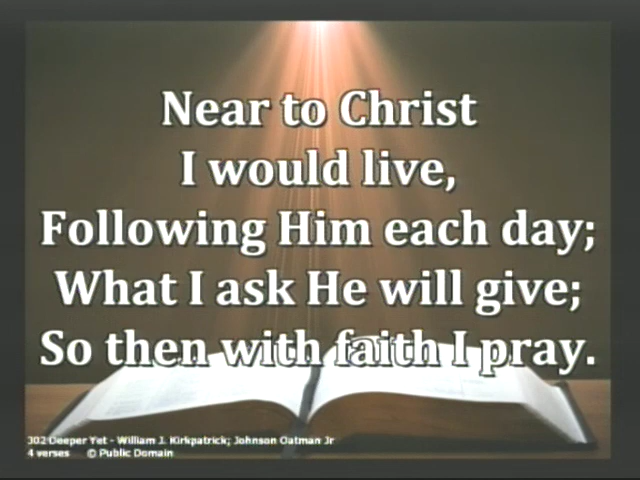 Near to Christ
I would live,
Following Him each day;
What I ask He will give;
So then with faith I pray.
302 Deeper Yet - William J. Kirkpatrick; Johnson Oatman Jr
4 verses © Public Domain